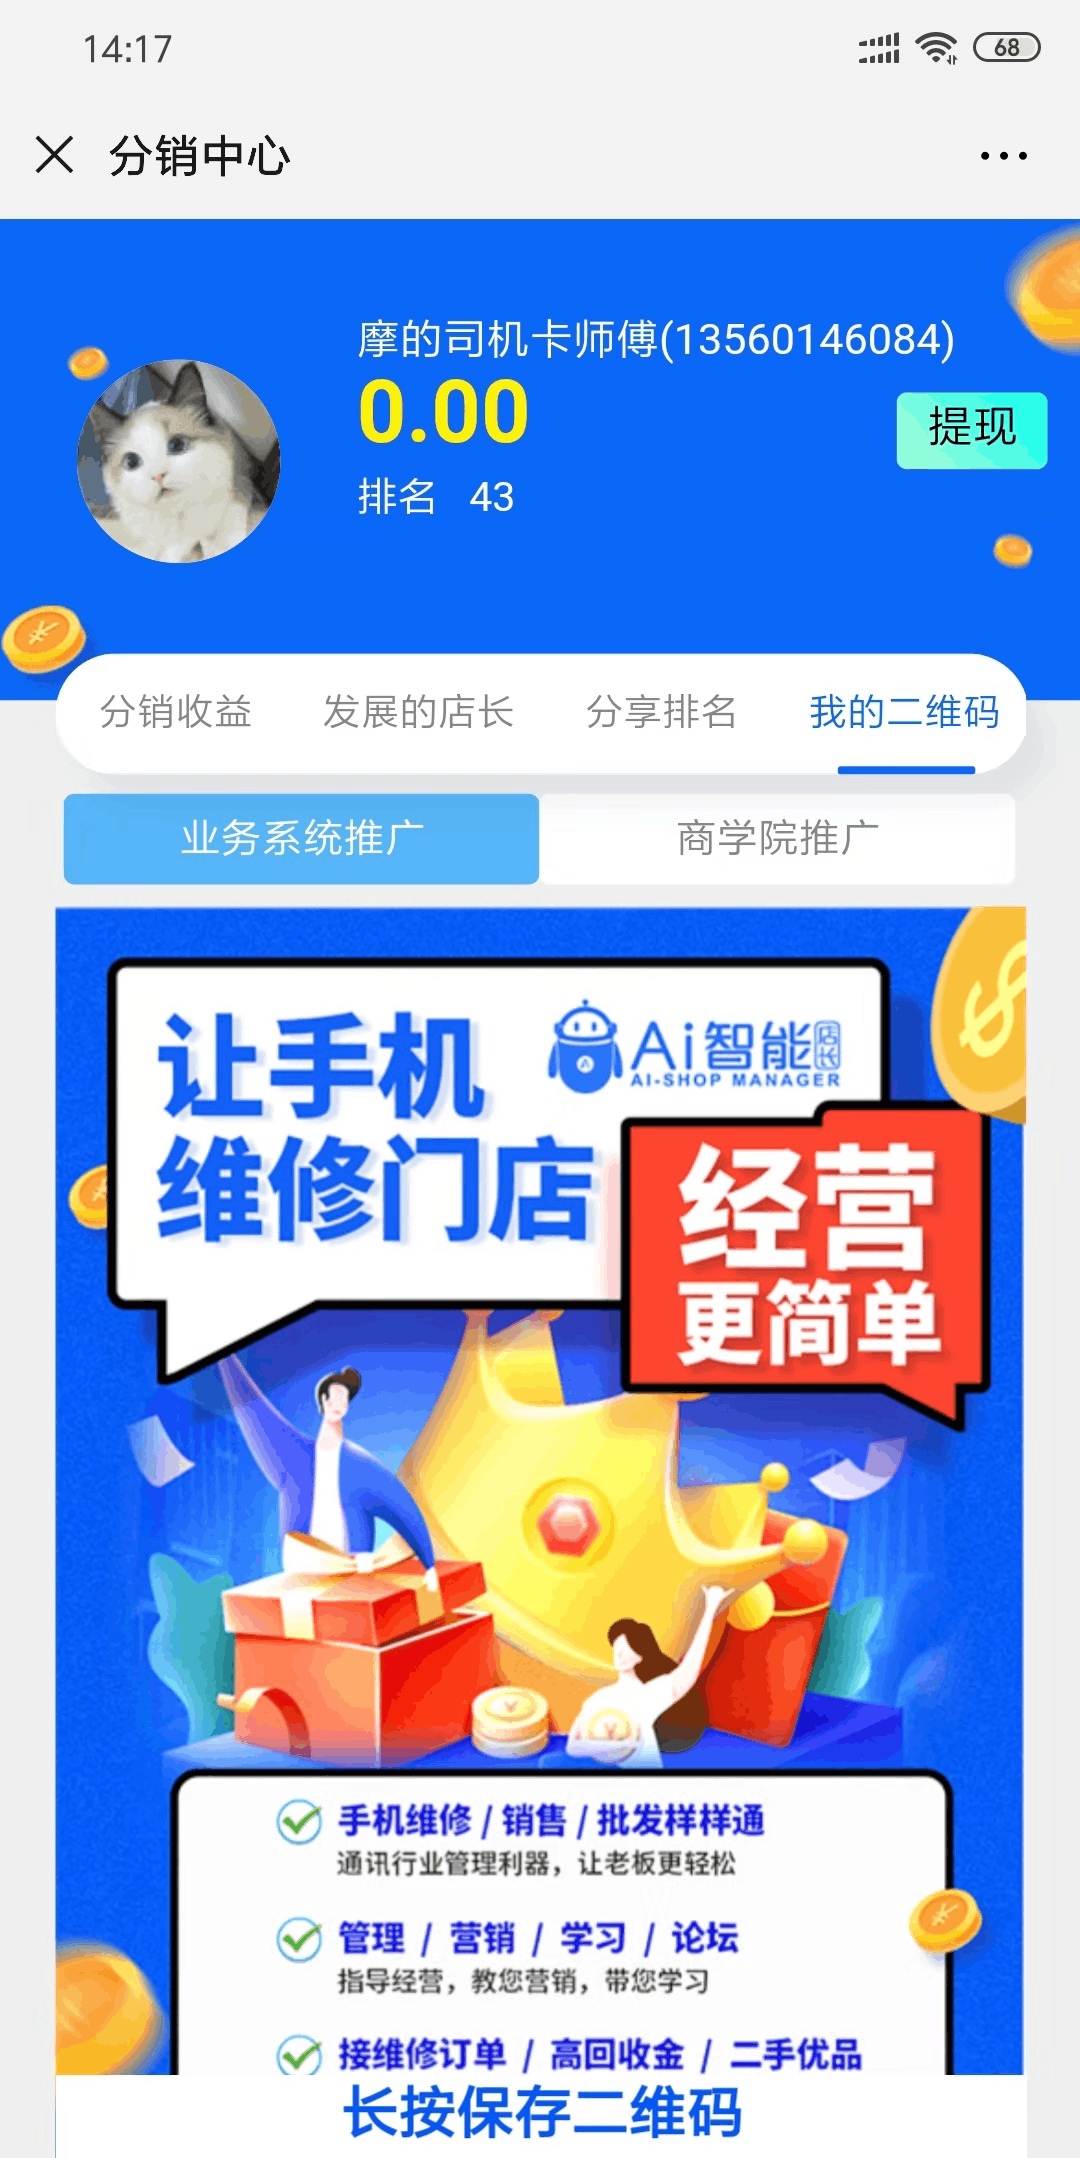 14:17
68
分销中心
摩的司机卡师傅(13560146084)
0.00
提现
排名 43
分销收益 发展的店长 分享排名 我的二维码
业务系统推广 商学院推广
让手机
Ai智能店长
AI-SHOP MANAGER
维修门店
经营
更简单
手机维修 / 销售 / 批发样样通
通讯行业管理利器，让老板更轻松
管理 / 营销 / 学习 / 论坛
指导经营，教您营销，带您学习
接维修订单 / 高回收金 / 二手优品
长按保存二维码